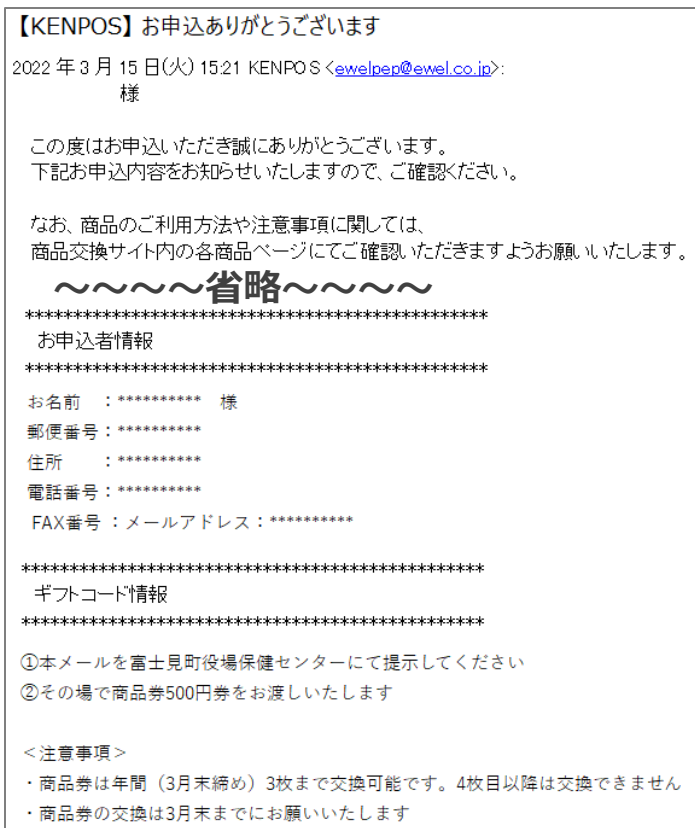 【KENPOS】お申込ありがとうございます
2022年3月15日(火) 15:21 KENPOS <ewelpep@ewel.co.jp>:
様
この度はお申込いただき誠にありがとうございます。
下記お申込内容をお知らせいたしますので、ご確認ください。
なお、商品のご利用方法や注意事項に関しては、
商品交換サイト内の各商品ページにてご確認いただきますようお願いいたします。
～～～～省略～～～～
************************************************
お申込者情報
************************************************
お名前　：**********　様
郵便番号：**********
住所　　：**********
電話番号：**********
FAX番号 ：メールアドレス：**********
************************************************
ギフトコード情報
************************************************
①本メールを富士見町役場保健センターにて提示してください
②その場で商品券500円券をお渡しいたします
＜注意事項＞
・商品券は年間（3月末締め）3枚まで交換可能です。4枚目以降は交換できません
・商品券の交換は3月末までにお願いいたします